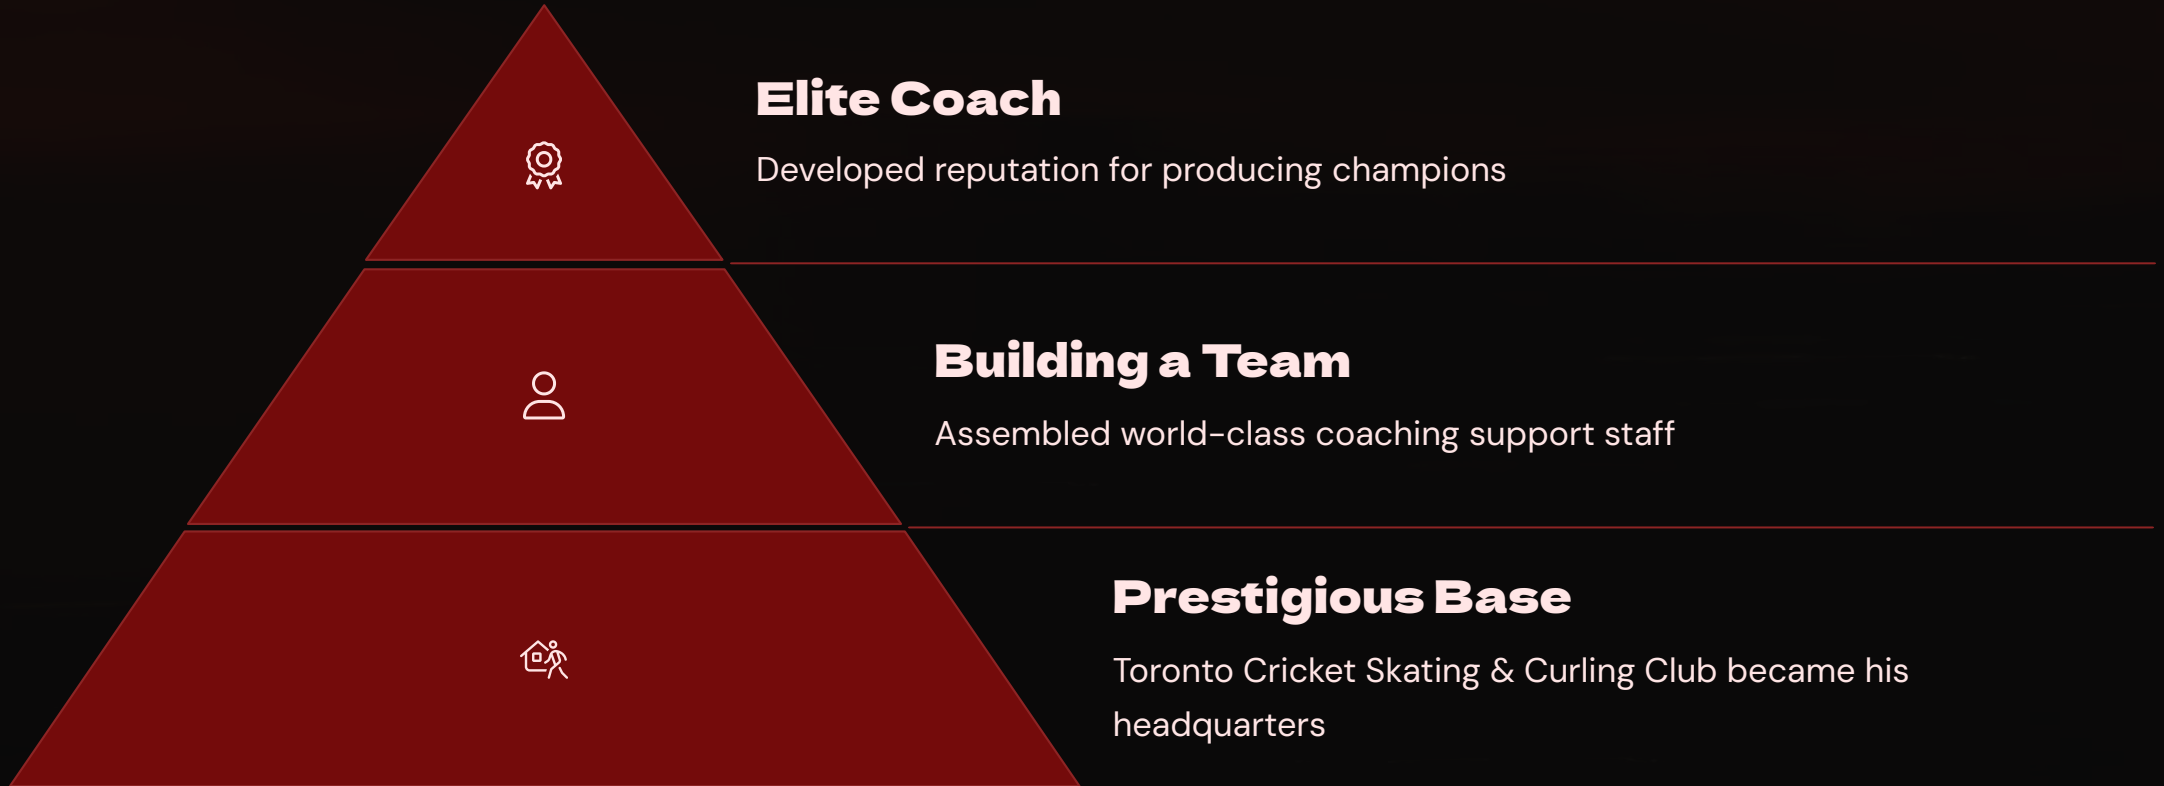 Elite Coach
Developed reputation for producing champions
Building a Team
Assembled world-class coaching support staff
Prestigious Base
Toronto Cricket Skating & Curling Club became his
headquarters